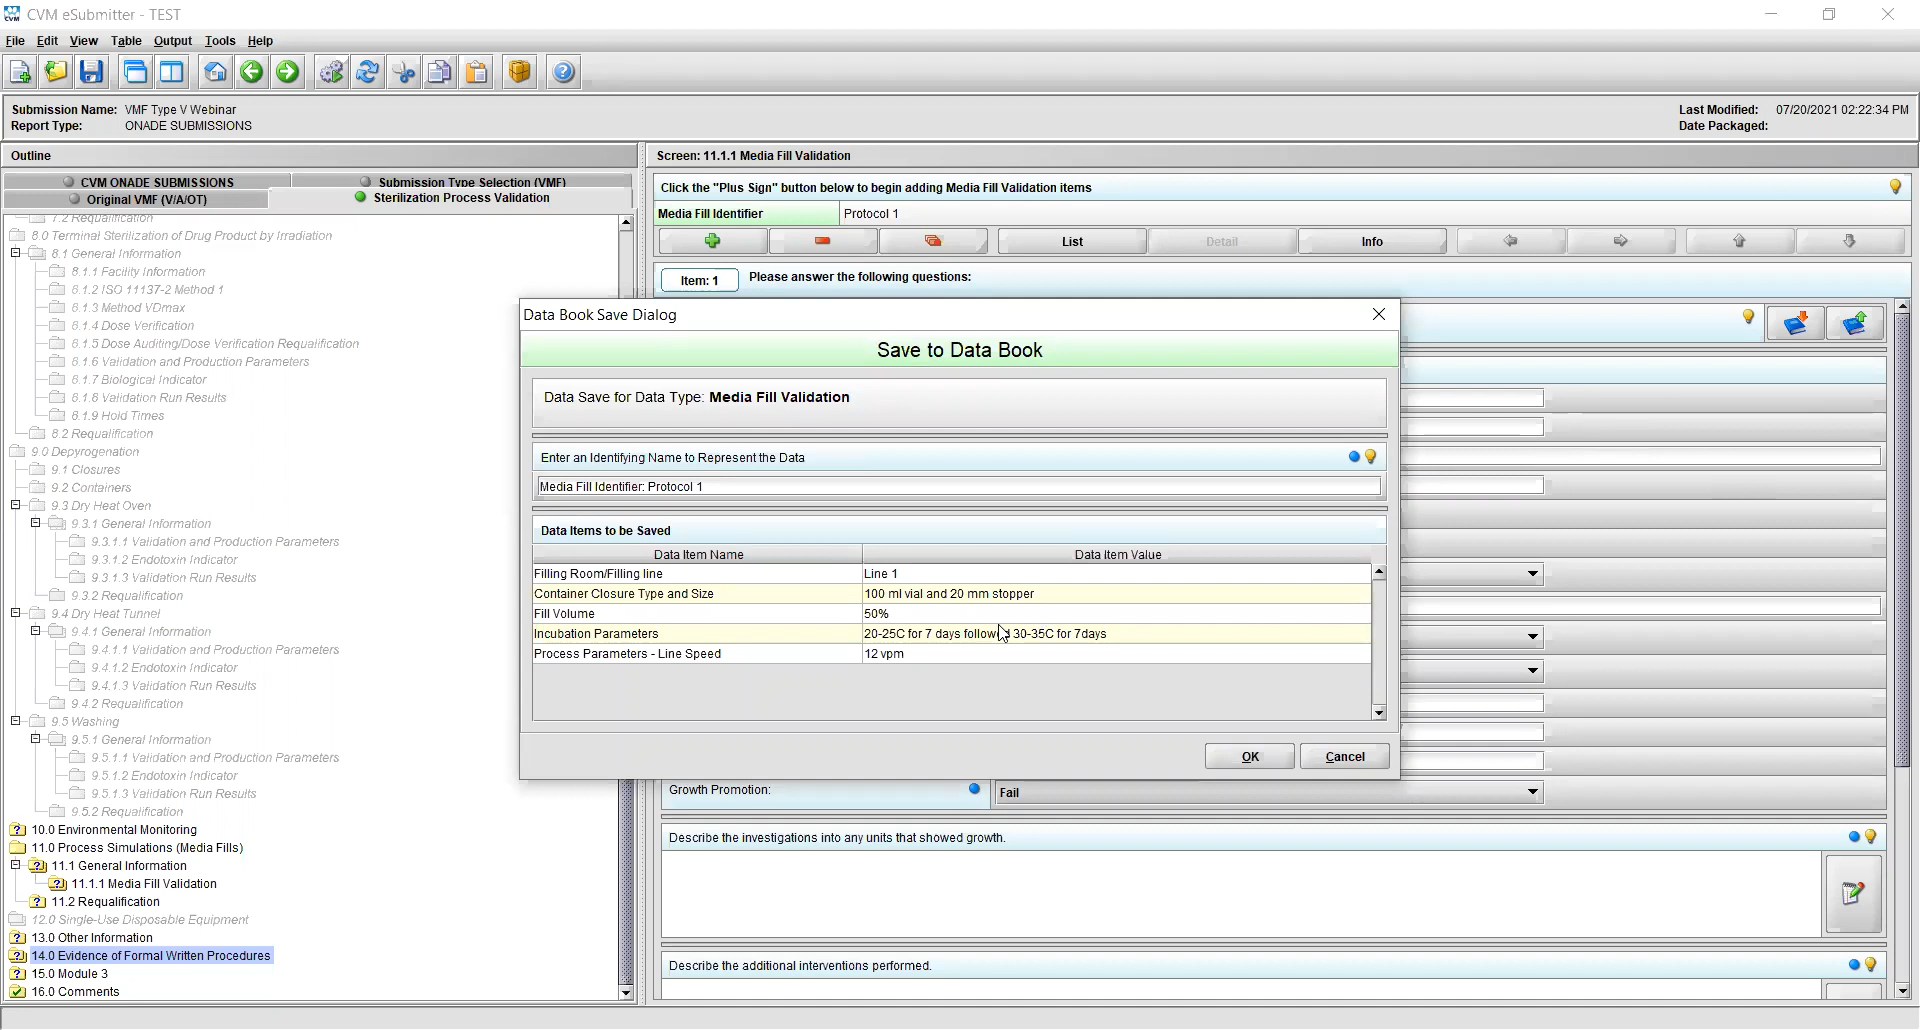 CVM eSubmitter - TEST
File Edit View Table Output Tools Help
Submission Name: VMF Type V Webinar
Report Type: ONADE SUBMISSIONS
Last Modified: 07/20/2021 02:22:34 PM
Date Packaged:
Outline
CVM ONADE SUBMISSIONS
Submission Type Selection (VMF)
Original VMF (V/A/OT)
Sterilization Process Validation
7.2 Requalification
8.0 Terminal Sterilization of Drug Product by Irradiation
8.1 General Information
8.1.1 Facility Information
8.1.2 ISO 11137-2 Method 1
8.1.3 Method VDmax
8.1.4 Dose Verification
8.1.5 Dose Auditing/Dose Verification Requalification
8.1.6 Validation and Production Parameters
8.1.7 Biological Indicator
8.1.8 Validation Run Results
8.1.9 Hold Times
8.2 Requalification
9.0 Depyrogenation
9.1 Closures
9.2 Containers
9.3 Dry Heat Oven
9.3.1 General Information
9.3.1.1 Validation and Production Parameters
9.3.1.2 Endotoxin Indicator
9.3.1.3 Validation Run Results
9.3.2 Requalification
9.4 Dry Heat Tunnel
9.4.1 General Information
9.4.1.1 Validation and Production Parameters
9.4.1.2 Endotoxin Indicator
9.4.1.3 Validation Run Results
9.4.2 Requalification
9.5 Washing
9.5.1 General Information
9.5.1.1 Validation and Production Parameters
9.5.1.2 Endotoxin Indicator
9.5.1.3 Validation Run Results
9.5.2 Requalification
10.0 Environmental Monitoring
11.0 Process Simulations (Media Fills)
11.1 General Information
11.1.1 Media Fill Validation
11.2 Requalification
12.0 Single-Use Disposable Equipment
13.0 Other Information
14.0 Evidence of Formal Written Procedures
15.0 Module 3
16.0 Comments
Screen: 11.1.1 Media Fill Validation
Click the "Plus Sign" button below to begin adding Media Fill Validation items
Media Fill Identifier Protocol 1
List Detail Info
Item: 1 Please answer the following questions:
Data Book Save Dialog
Save to Data Book
Data Save for Data Type: Media Fill Validation
Enter an Identifying Name to Represent the Data
Media Fill Identifier: Protocol 1
Data Items to be Saved
Data Item Name Data Item Value
Filling Room/Filling line Line 1
Container Closure Type and Size 100 ml vial and 20 mm stopper
Fill Volume 50%
Incubation Parameters 20-25C for 7 days 30-35C for 7days
Process Parameters - Line Speed 12 vpm
OK Cancel
Growth Promotion: Fail
Describe the investigations into any units that showed growth.
Describe the additional interventions performed.